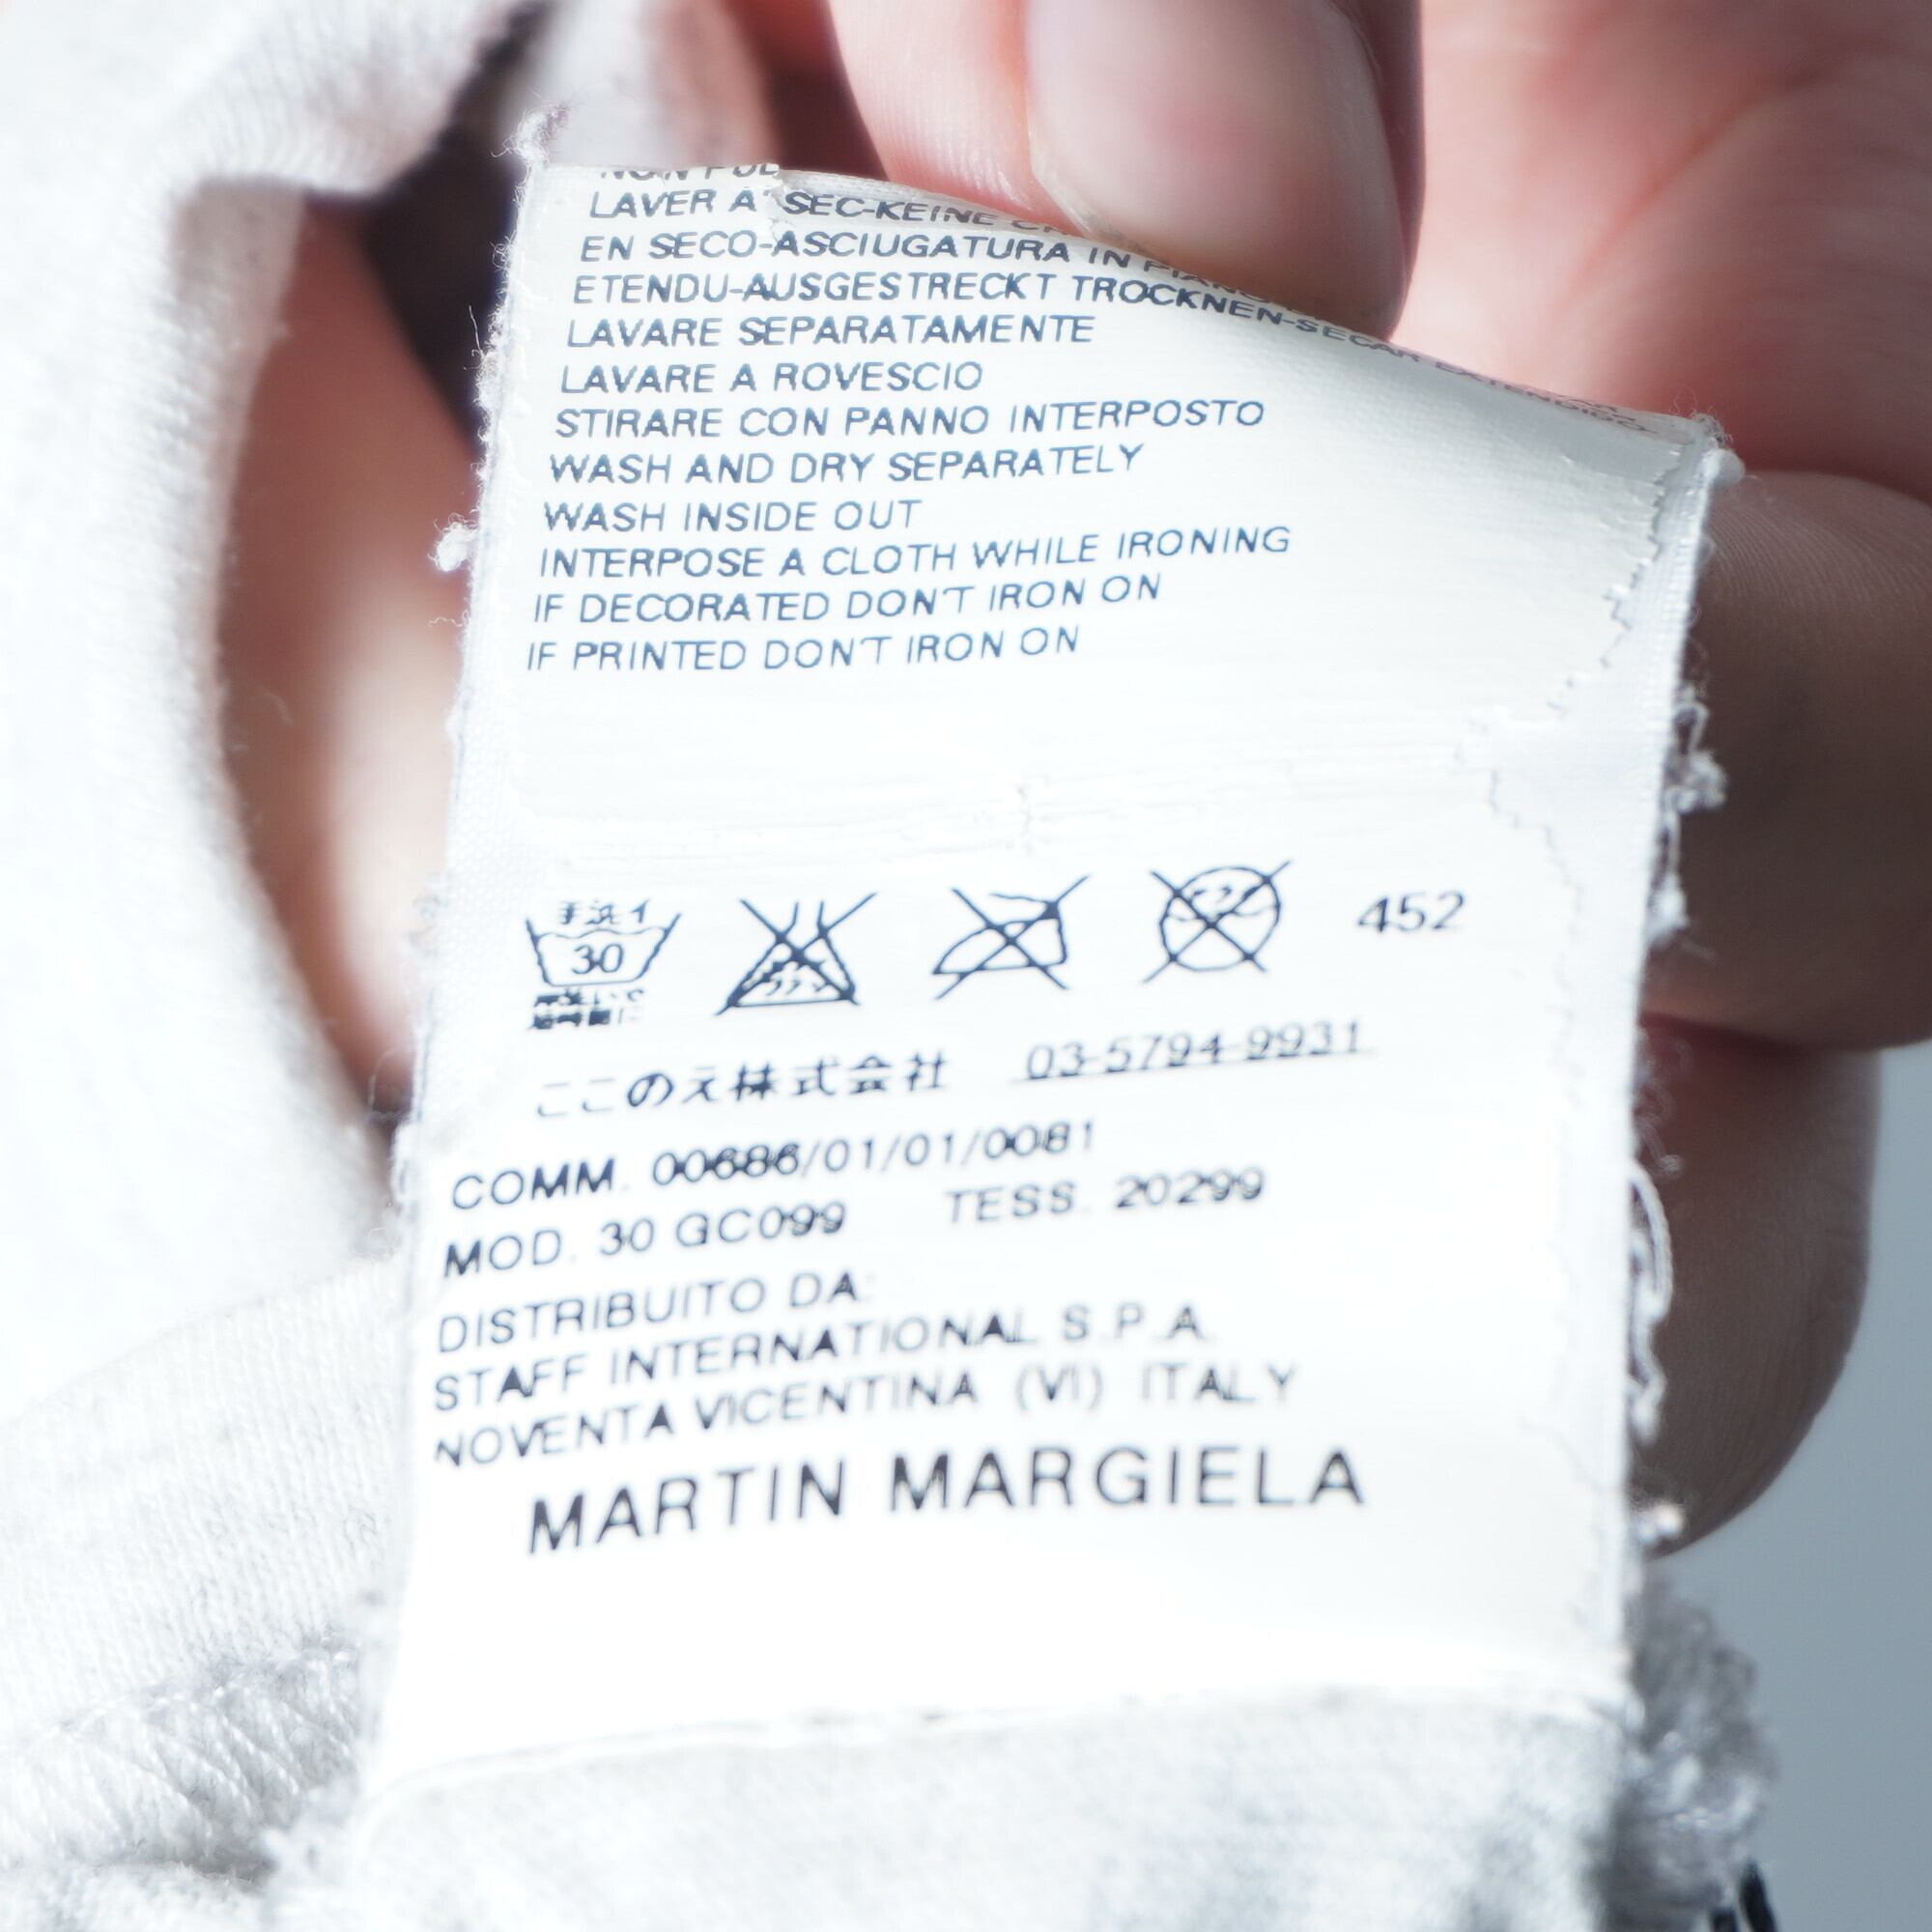 LAVER A' SEC-KEINE
EN SECO-ASCIUGATURA IN PIANO
ETENDU-AUSGESTRECKT TROCKNEN-SECAR EXTENDIDO
LAVARE SEPARATAMENTE
LAVARE A ROVESCIO
STIRARE CON PANNO INTERPOSTO
WASH AND DRY SEPARATELY
WASH INSIDE OUT
INTERPOSE A CLOTH WHILE IRONING
IF DECORATED DON'T IRON ON
IF PRINTED DON'T IRON ON
手洗イ
30 452
ここのえ株式会社 03-5794-9931
COMM. 00686/01/01/0081
MOD. 30 GC099 TESS. 20299
DISTRIBUITO DA:
STAFF INTERNATIONAL S.P.A.
NOVENTA VICENTINA (VI) ITALY
MARTIN MARGIELA